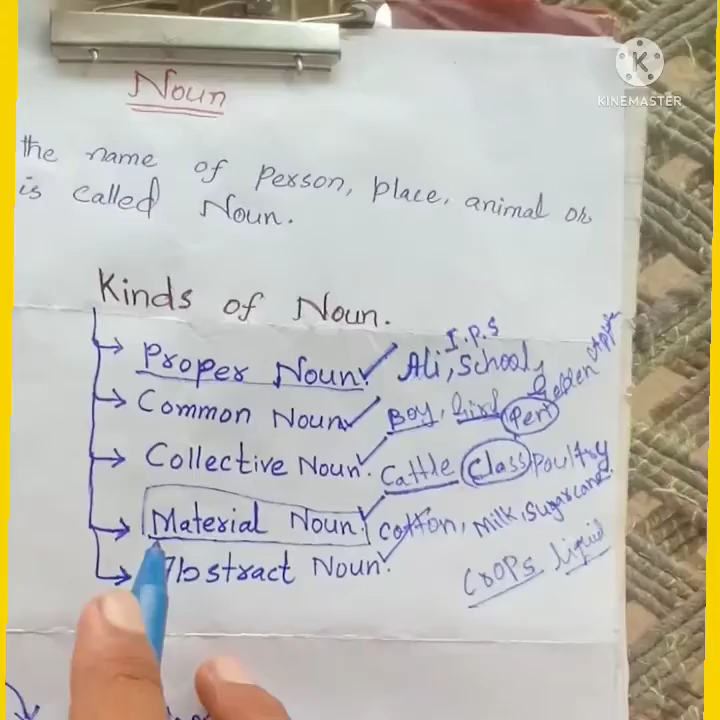 KINEMASTER
Noun
the name of person, place, animal or
is called Noun.
Kinds of Noun.
I.P.S
Proper Noun. Ali, School, Golden Apple
Common Noun Boy, Girl Pen
Collective Noun. Cattle Class Poultry
Material Noun. Cotton, Milk, Sugarcane.
Abstract Noun.
Crops liquid